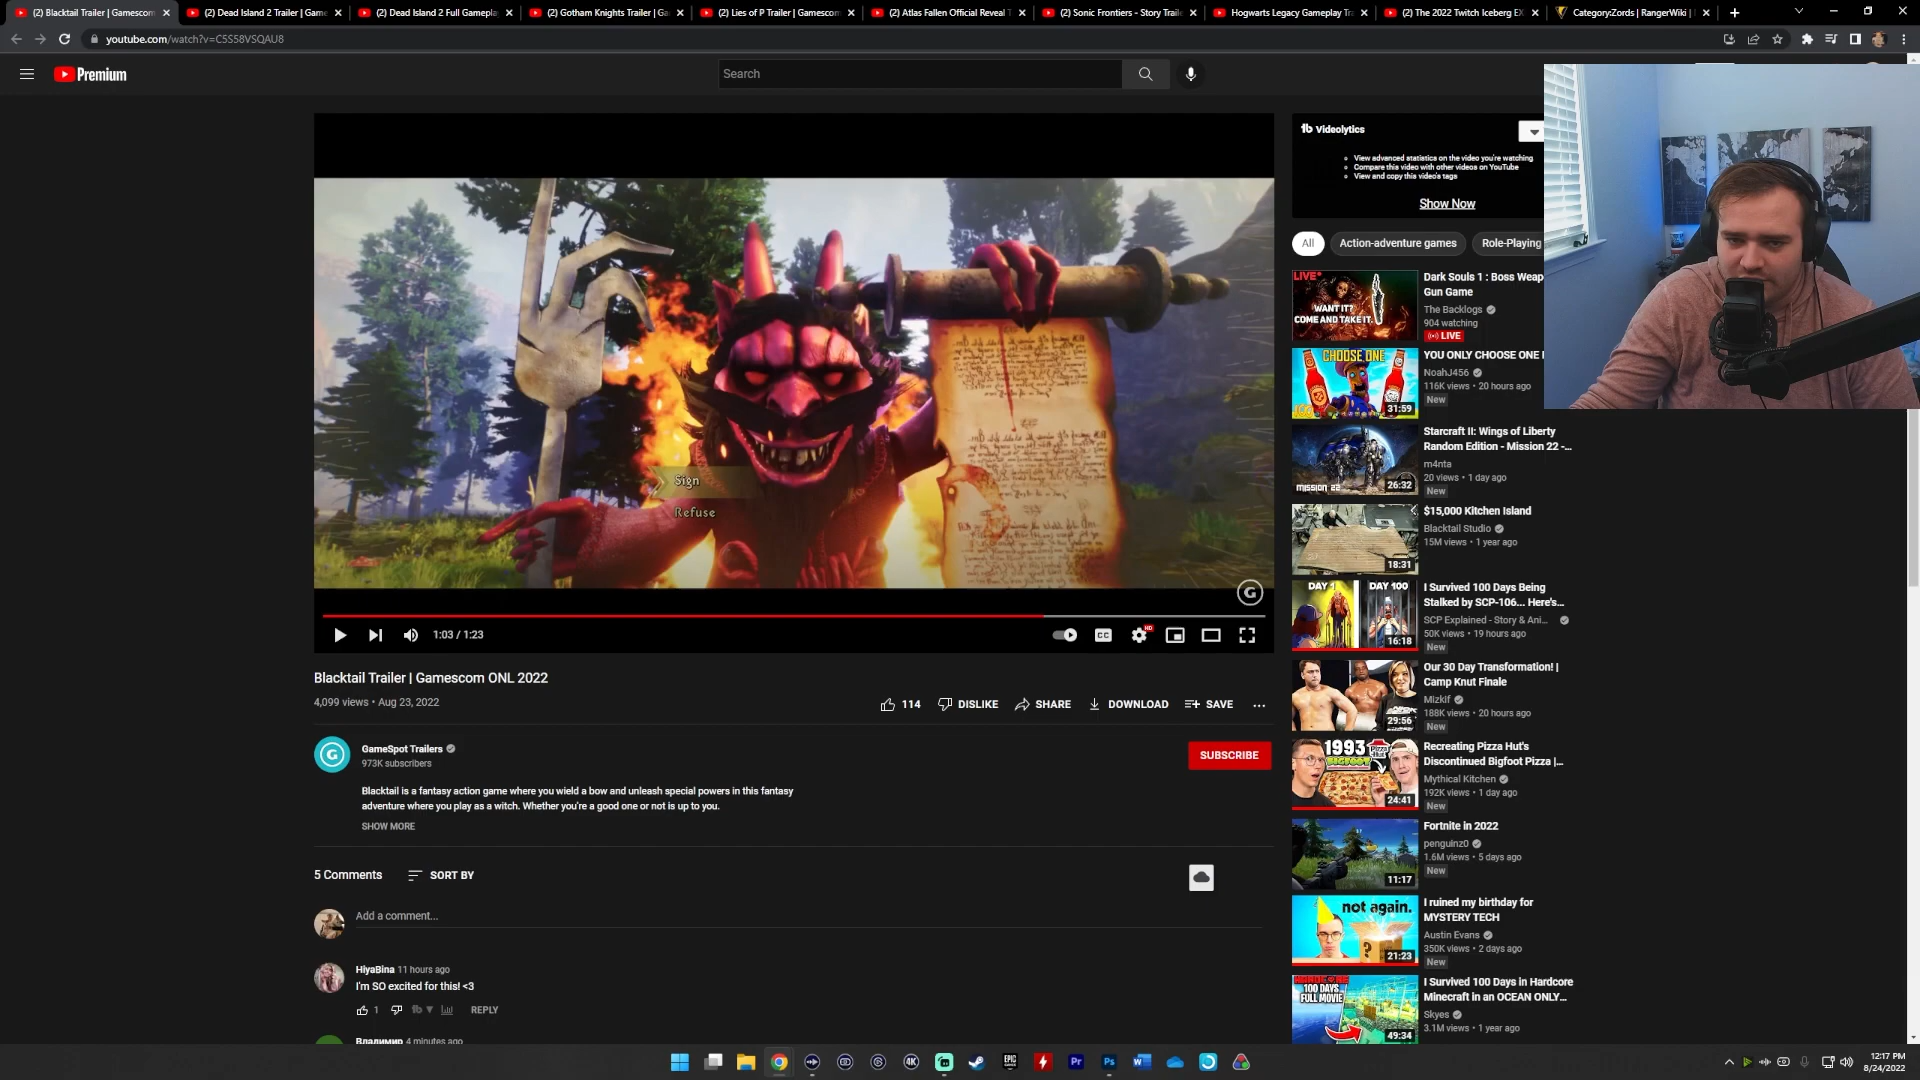 (2) Blacktail Trailer | Gamescom
(2) Dead Island 2 Trailer | Game
(2) Dead Island 2 Full Gamepla
(2) Gotham Knights Trailer | Ga
(2) Lies of P Trailer | Gamescom
(2) Atlas Fallen Official Reveal T
(2) Sonic Frontiers - Story Traile
Hogwarts Legacy Gameplay Tr
(2) The 2022 Twitch Iceberg EX
Category:Zords | RangerWiki |
youtube.com/watch?v=C5S58VSQAU8
Premium
Search
Videolytics
View advanced statistics on the video you're watching
Compare this video with other videos on YouTube
View and copy this video's tags
Show Now
All
Action-adventure games
Role-Playing
Sign
Refuse
G
1:03 / 1:23
CC
HD
Blacktail Trailer | Gamescom ONL 2022
4,099 views • Aug 23, 2022
114
DISLIKE
SHARE
DOWNLOAD
SAVE
GameSpot Trailers
973K subscribers
SUBSCRIBE
Blacktail is a fantasy action game where you wield a bow and unleash special powers in this fantasy
adventure where you play as a witch. Whether you're a good one or not is up to you.
SHOW MORE
5 Comments
SORT BY
Add a comment...
HiyaBina 11 hours ago
I'm SO excited for this! <3
1
REPLY
Владимир 4 minutes ago
LIVE
WANT IT?
COME AND TAKE IT.
Dark Souls 1 : Boss Weap
Gun Game
The Backlogs
904 watching
LIVE
CHOOSE ONE
31:59
YOU ONLY CHOOSE ONE
NoahJ456
116K views • 20 hours ago
New
MISSION 22
26:32
Starcraft II: Wings of Liberty
Random Edition - Mission 22 -...
m4nta
20 views • 1 day ago
New
18:31
$15,000 Kitchen Island
Blacktail Studio
15M views • 1 year ago
DAY 1
DAY 100
16:18
I Survived 100 Days Being
Stalked by SCP-106... Here's...
SCP Explained - Story & Ani...
50K views • 19 hours ago
New
29:56
Our 30 Day Transformation! |
Camp Knut Finale
Mizkif
188K views • 20 hours ago
New
1993
BIGFOOT
24:41
Recreating Pizza Hut's
Discontinued Bigfoot Pizza |...
Mythical Kitchen
192K views • 1 day ago
New
11:17
Fortnite in 2022
penguinz0
1.6M views • 5 days ago
New
not again.
21:23
I ruined my birthday for
MYSTERY TECH
Austin Evans
350K views • 2 days ago
New
100 DAYS
FULL MOVIE
49:34
I Survived 100 Days in Hardcore
Minecraft in an OCEAN ONLY...
Skyes
3.1M views • 1 year ago
4K
EPIC
GAMES
Pr
Ps
W
12:17 PM
8/24/2022